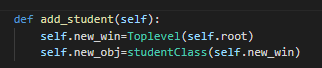 def add_student(self):
self.new_win=Toplevel(self.root)
self.new_obj=studentClass(self.new_win)